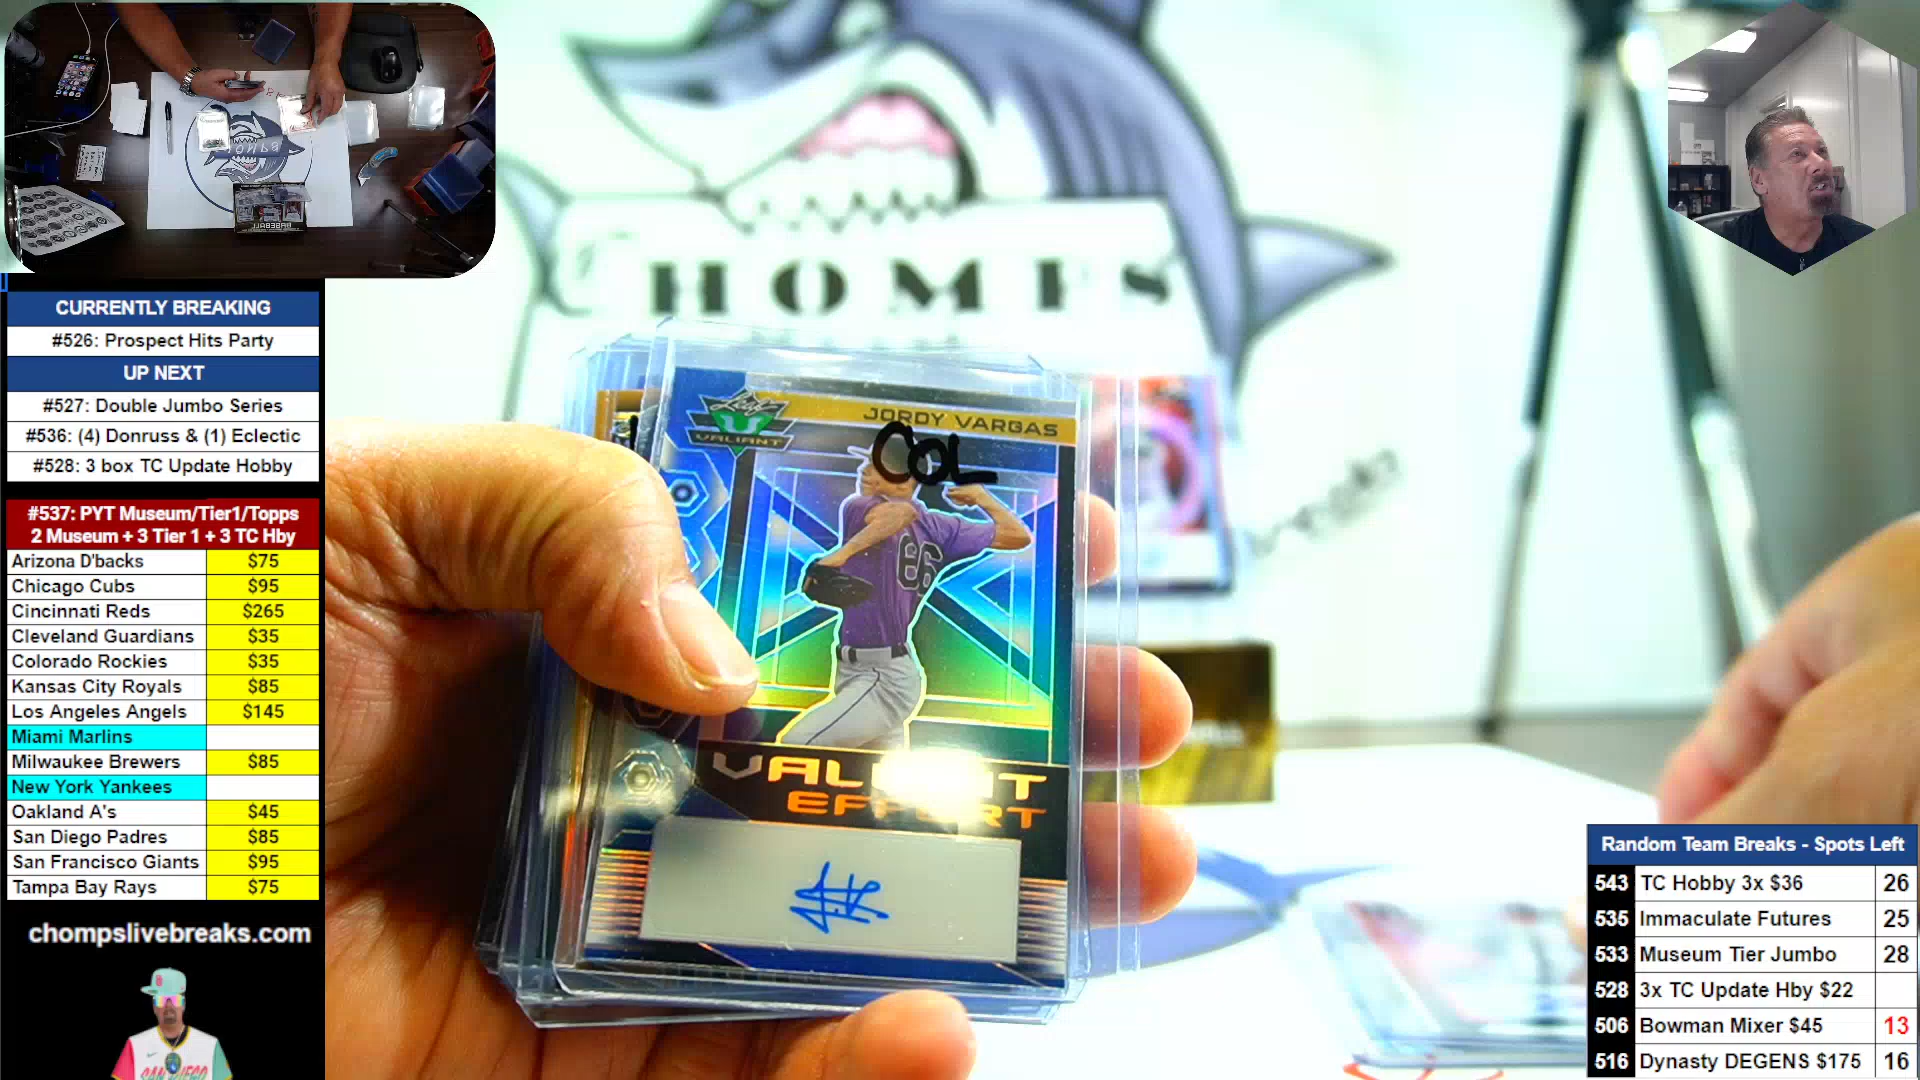 CURRENTLY BREAKING
#526: Prospect Hits Party
UP NEXT
#527: Double Jumbo Series
#536: (4) Donruss & (1) Eclectic
#528: 3 box TC Update Hobby
#537: PYT Museum/Tier1/Topps
2 Museum + 3 Tier 1 + 3 TC Hby
Arizona D'backs $75
Chicago Cubs $95
Cincinnati Reds $265
Cleveland Guardians $35
Colorado Rockies $35
Kansas City Royals $85
Los Angeles Angels $145
Miami Marlins
Milwaukee Brewers $85
New York Yankees
Oakland A's $45
San Diego Padres $85
San Francisco Giants $95
Tampa Bay Rays $75
chompslivebreaks.com
CHOMPS
Leaf
VALIANT
JORDY VARGAS
COL
66
VALIANT
EFFORT
BASEBALL
Random Team Breaks - Spots Left
543 TC Hobby 3x $36 26
535 Immaculate Futures 25
533 Museum Tier Jumbo 28
528 3x TC Update Hby $22
506 Bowman Mixer $45 13
516 Dynasty DEGENS $175 16